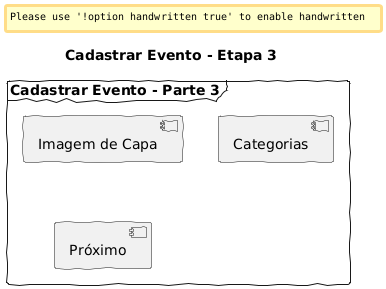 Please use '!option handwritten true' to enable handwritten
Cadastrar Evento - Etapa 3
Cadastrar Evento - Parte 3
Imagem de Capa
Categorias
Próximo